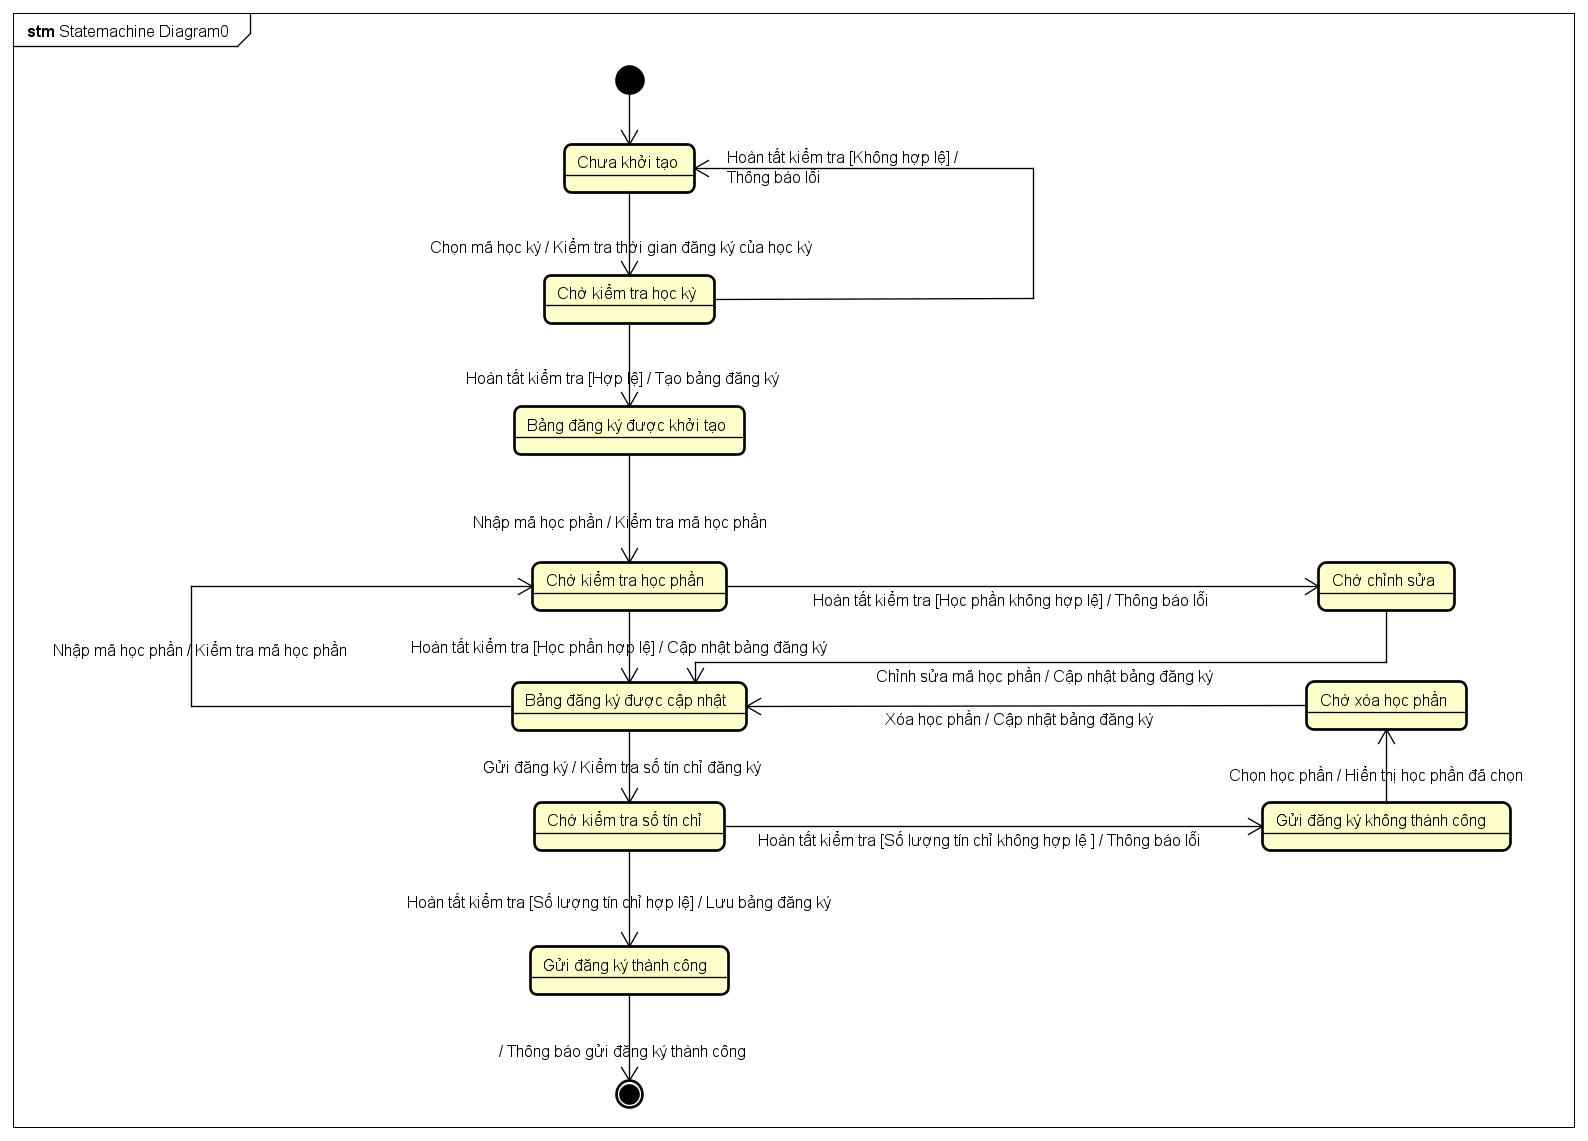 stm Statemachine Diagram0
Chưa khởi tạo
Hoàn tất kiểm tra [Không hợp lệ] /
Thông báo lỗi
Chọn mã học kỳ / Kiểm tra thời gian đăng ký của học kỳ
Chờ kiểm tra học kỳ
Hoàn tất kiểm tra [Hợp lệ] / Tạo bảng đăng ký
Bảng đăng ký được khởi tạo
Nhập mã học phần / Kiểm tra mã học phần
Chờ kiểm tra học phần
Chờ chỉnh sửa
Hoàn tất kiểm tra [Học phần không hợp lệ] / Thông báo lỗi
Nhập mã học phần / Kiểm tra mã học phần
Hoàn tất kiểm tra [Học phần hợp lệ] / Cập nhật bảng đăng ký
Chỉnh sửa mã học phần / Cập nhật bảng đăng ký
Bảng đăng ký được cập nhật
Chờ xóa học phần
Xóa học phần / Cập nhật bảng đăng ký
Gửi đăng ký / Kiểm tra số tín chỉ đăng ký
Chọn học phần / Hiển thị học phần đã chọn
Chờ kiểm tra số tín chỉ
Gửi đăng ký không thành công
Hoàn tất kiểm tra [Số lượng tín chỉ không hợp lệ ] / Thông báo lỗi
Hoàn tất kiểm tra [Số lượng tín chỉ hợp lệ] / Lưu bảng đăng ký
Gửi đăng ký thành công
/ Thông báo gửi đăng ký thành công